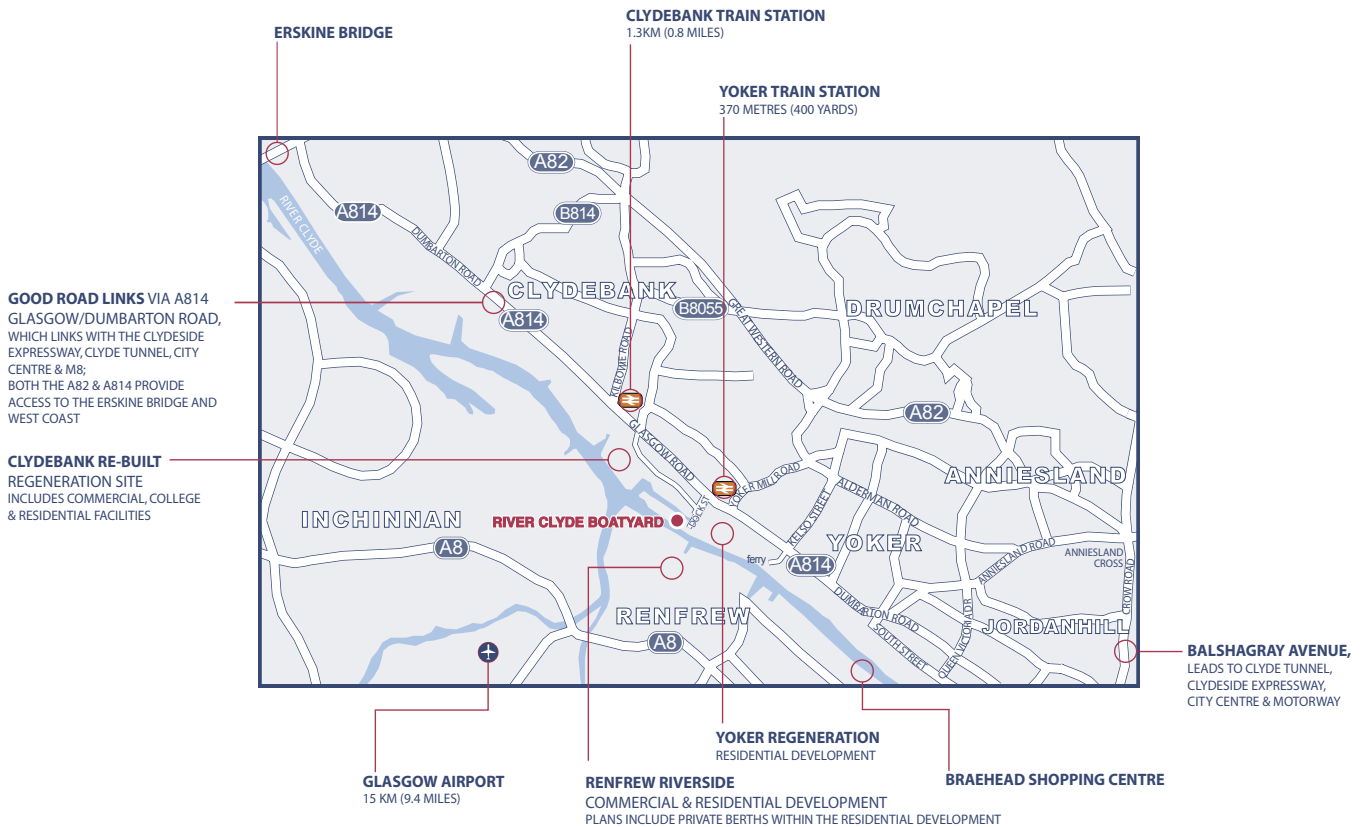 CLYDEBANK TRAIN STATION
1.3KM (0.8 MILES)
ERSKINE BRIDGE
YOKER TRAIN STATION
370 METRES (400 YARDS)
A82
A814
B814
RIVER CLYDE
DUMBARTON ROAD
CLYDEBANK
A814
B8055
GREAT WESTERN ROAD
DRUMCHAPEL
GOOD ROAD LINKS VIA A814
GLASGOW/DUMBARTON ROAD,
WHICH LINKS WITH THE CLYDESIDE
EXPRESSWAY, CLYDE TUNNEL, CITY
CENTRE & M8;
BOTH THE A82 & A814 PROVIDE
ACCESS TO THE ERSKINE BRIDGE AND
WEST COAST
KILBOWIE ROAD
A82
GLASGOW ROAD
CLYDEBANK RE-BUILT
REGENERATION SITE
INCLUDES COMMERCIAL, COLLEGE
& RESIDENTIAL FACILITIES
YOKER MILL ROAD
ALDERMAN ROAD
ANNIESLAND
INCHINNAN
RIVER CLYDE BOATYARD
DOCK ST
KELSO STREET
YOKER
A8
ferry
A814
ANNIESLAND ROAD
ANNIESLAND
CROSS
CROW ROAD
RENFREW
A8
DUMBARTON ROAD
SOUTH STREET
QUEEN VICTORIA DR
JORDANHILL
BALSHAGRAY AVENUE,
LEADS TO CLYDE TUNNEL,
CLYDESIDE EXPRESSWAY,
CITY CENTRE & MOTORWAY
YOKER REGENERATION
RESIDENTIAL DEVELOPMENT
GLASGOW AIRPORT
15 KM (9.4 MILES)
RENFREW RIVERSIDE
COMMERCIAL & RESIDENTIAL DEVELOPMENT
PLANS INCLUDE PRIVATE BERTHS WITHIN THE RESIDENTIAL DEVELOPMENT
BRAEHEAD SHOPPING CENTRE